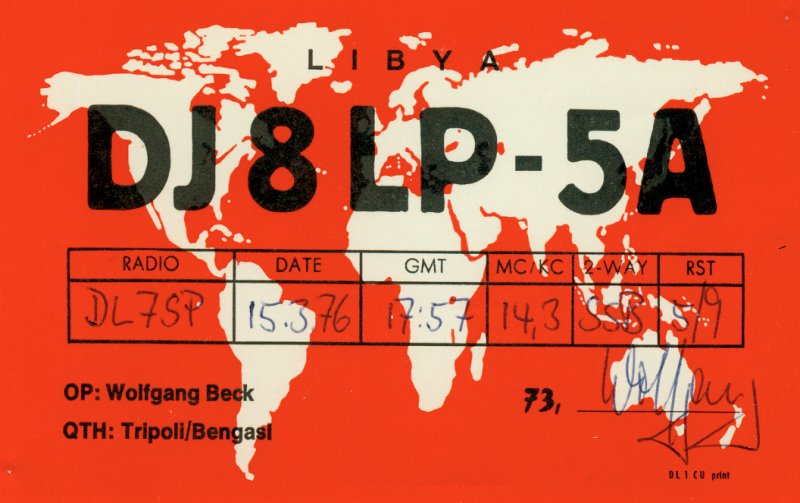 LIBYA
DJ8LP-5A
RADIO DATE GMT MC/KC 2-WAY RST
DL7SP 15.3.76 17:57 14,3 SSB 5/9
OP: Wolfgang Beck
73, Wolfgang
QTH: Tripoli/Bengasi
DL1CU print